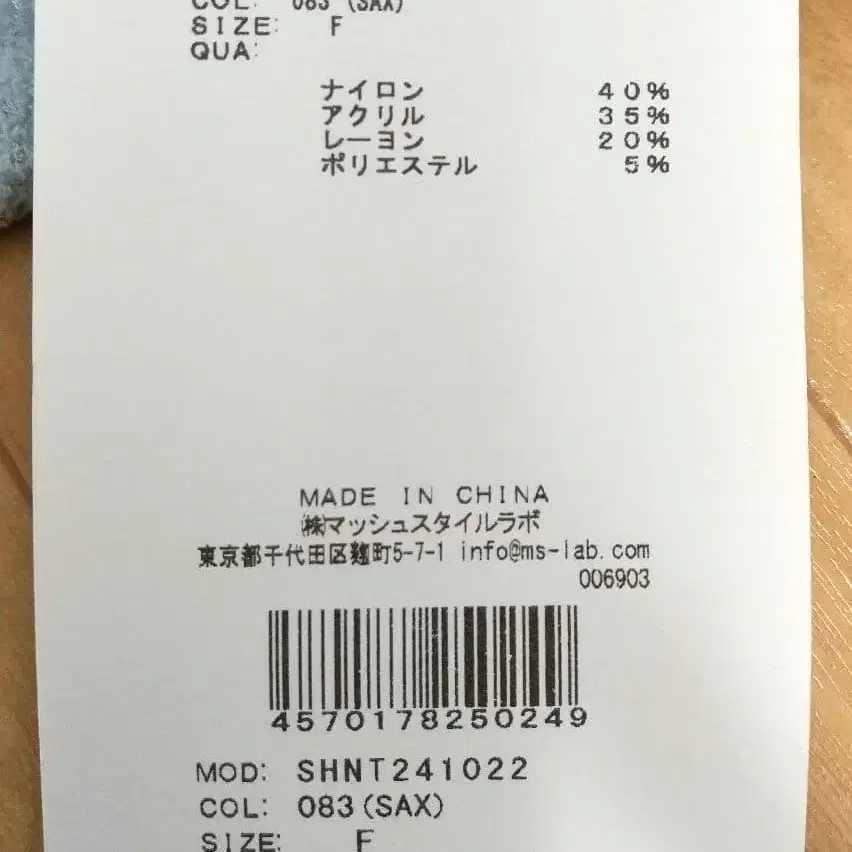 COL: 083 (SAX)
SIZE: F
QUA:
ナイロン 40%
アクリル 35%
レーヨン 20%
ポリエステル 5%
MADE IN CHINA
㈱マッシュスタイルラボ
東京都千代田区麹町5-7-1 info@ms-lab.com
006903
4570178250249
MOD: SHNT241022
COL: 083(SAX)
SIZE: F